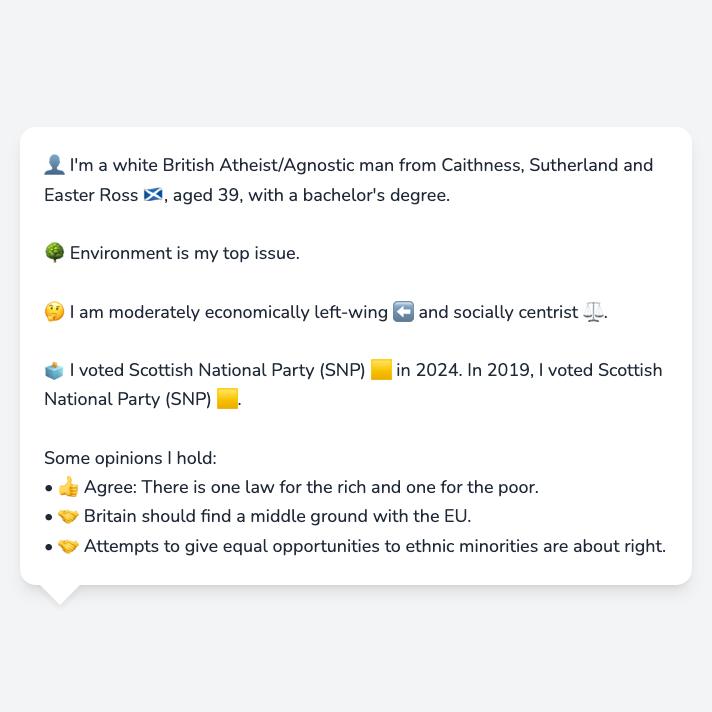 👤 I'm a white British Atheist/Agnostic man from Caithness, Sutherland and
Easter Ross 🏴󠁧󠁢󠁳󠁣󠁴󠁿, aged 39, with a bachelor's degree.
🌳 Environment is my top issue.
🤔 I am moderately economically left-wing ⬅️ and socially centrist ⚖️.
🗳️ I voted Scottish National Party (SNP) 🟨 in 2024. In 2019, I voted Scottish
National Party (SNP) 🟨.
Some opinions I hold:
• 👍 Agree: There is one law for the rich and one for the poor.
• 🤝 Britain should find a middle ground with the EU.
• 🤝 Attempts to give equal opportunities to ethnic minorities are about right.